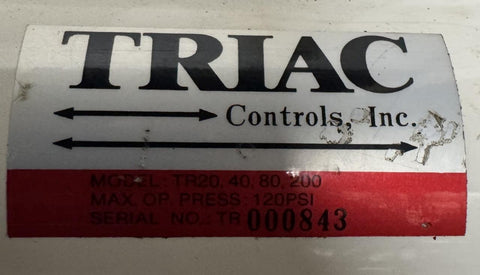 TRIAC
Controls, Inc.
MODEL: TR20, 40, 80, 200
MAX. OP. PRESS: 120PSI
SERIAL NO.: TR 000843